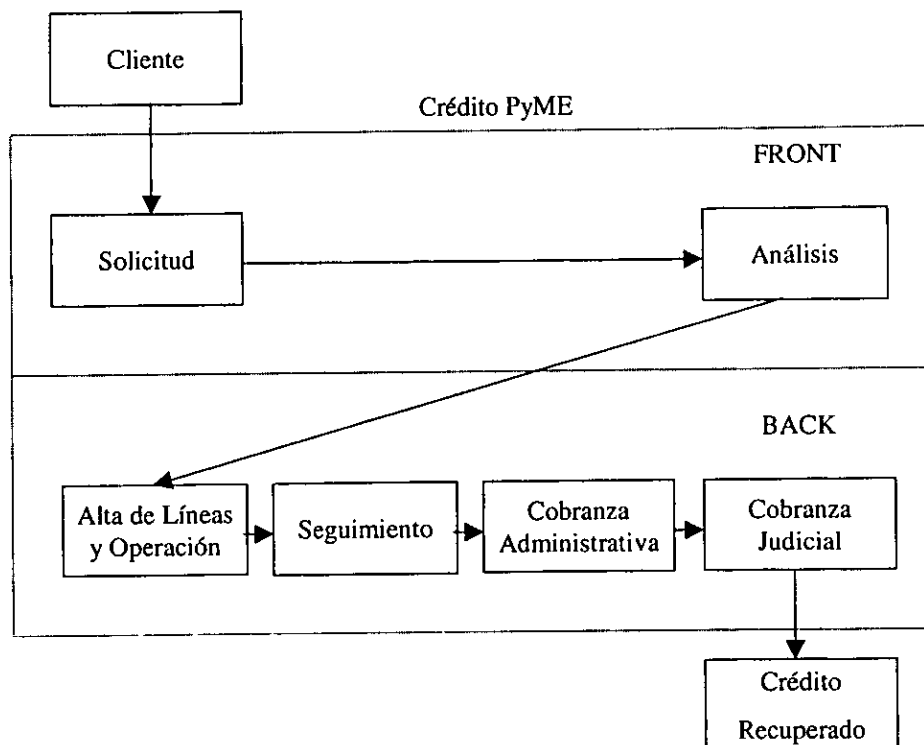 Cliente
Crédito PyME
FRONT
Solicitud
Análisis
BACK
Alta de Líneas
y Operación
Seguimiento
Cobranza
Administrativa
Cobranza
Judicial
Crédito
Recuperado